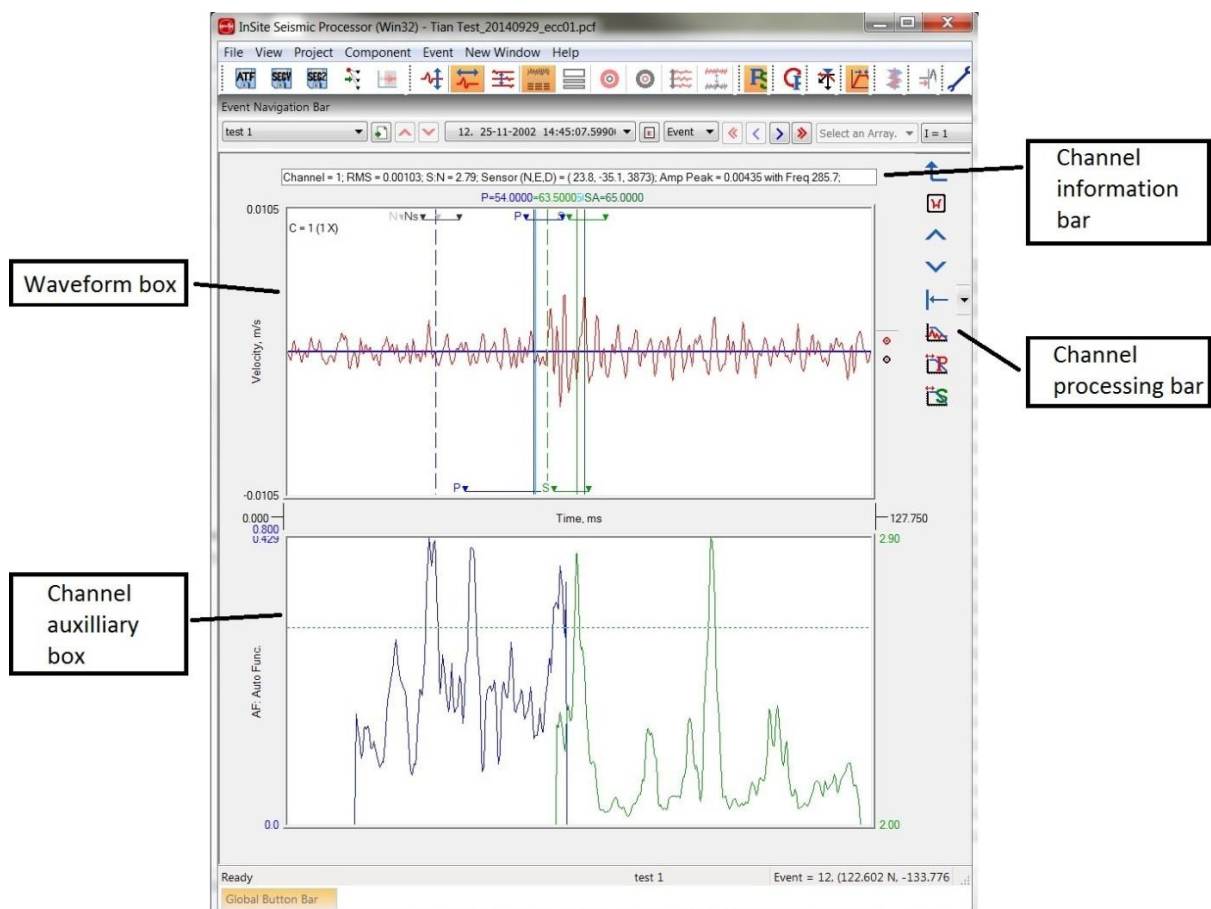 InSite Seismic Processor (Win32) - Tian Test_20140929_ecc01.pcf
File View Project Component Event New Window Help
ATF SEGY SEG2
Event Navigation Bar
test 1
12. 25-11-2002 14:45:07.5990
E Event
Select an Array. I = 1
Channel
information
bar
Channel = 1; RMS = 0.00103; S:N = 2.79; Sensor (N,E,D) = ( 23.8, -35.1, 3873); Amp Peak = 0.00435 with Freq 285.7;
P=54.0000=63.5000 SA=65.0000
0.0105
N Ns P S
C = 1 (1 X)
W
Waveform box
Velocity, m/s
Channel
processing bar
R
S
-0.0105
P S
0.000 Time, ms 127.750
0.800
0.429 2.90
Channel
auxilliary
box
AF: Auto Func.
0.0 2.00
Ready test 1 Event = 12, (122.602 N, -133.776
Global Button Bar